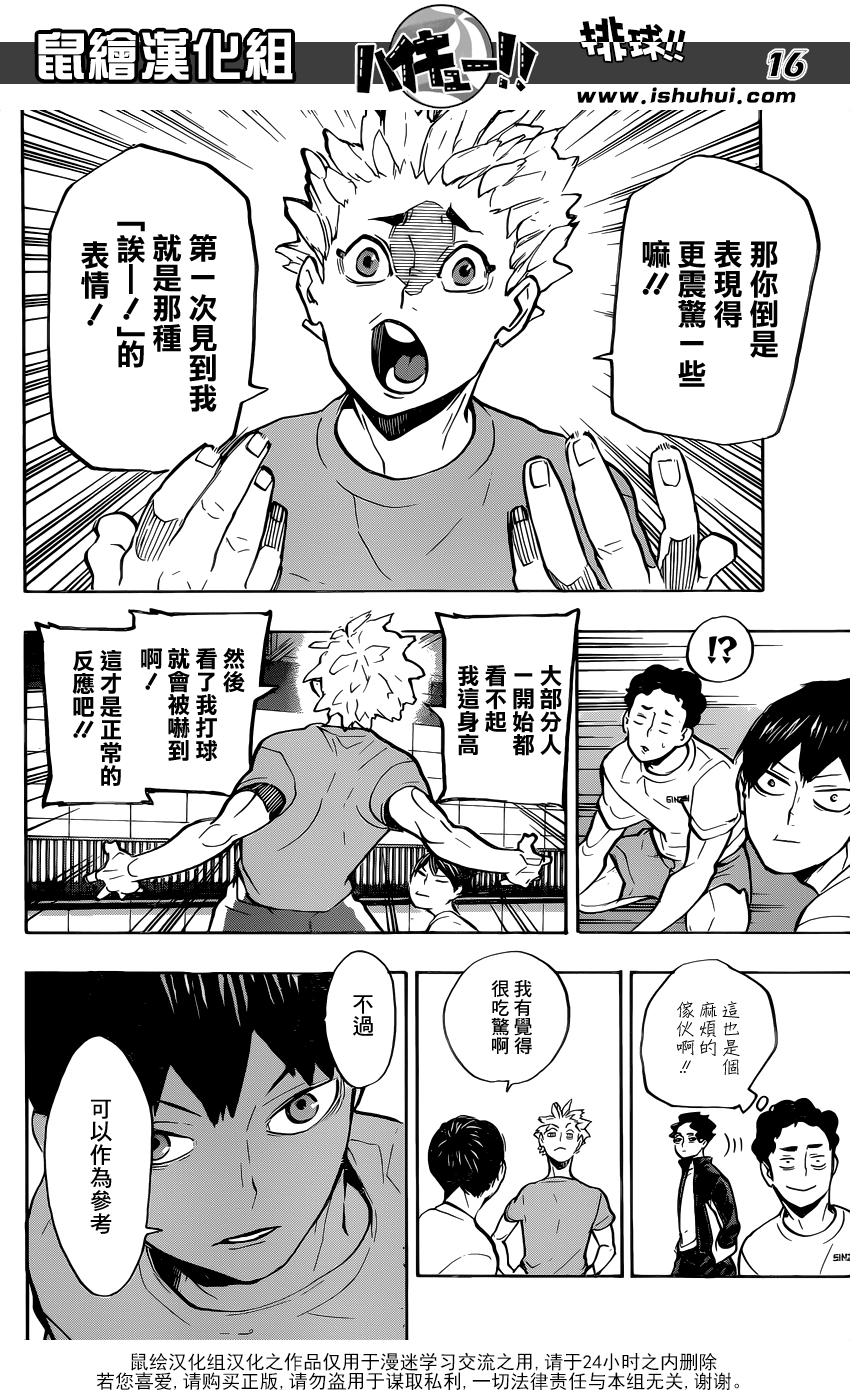 鼠繪漢化組
ハイキュー!!
排球!!
16
www.ishuhui.com
那你倒是
表現得
更震驚一些
嘛!!
第一次見到我
就是那種
「誒—!」的
表情!
!?
SINZEN
大部分人
一開始都
看不起
我這身高
然後
看了我打球
就會被嚇到
啊!
這才是正常的
反應吧!!
這也是個
麻煩的
傢伙啊!!
SINZE
我有覺得
很吃驚啊
不過
可以作為參考
鼠绘汉化组汉化之作品仅用于漫迷学习交流之用,请于24小时之内删除
若您喜爱,请购买正版,请勿盗用于谋取私利,一切法律责任与本组无关,谢谢。